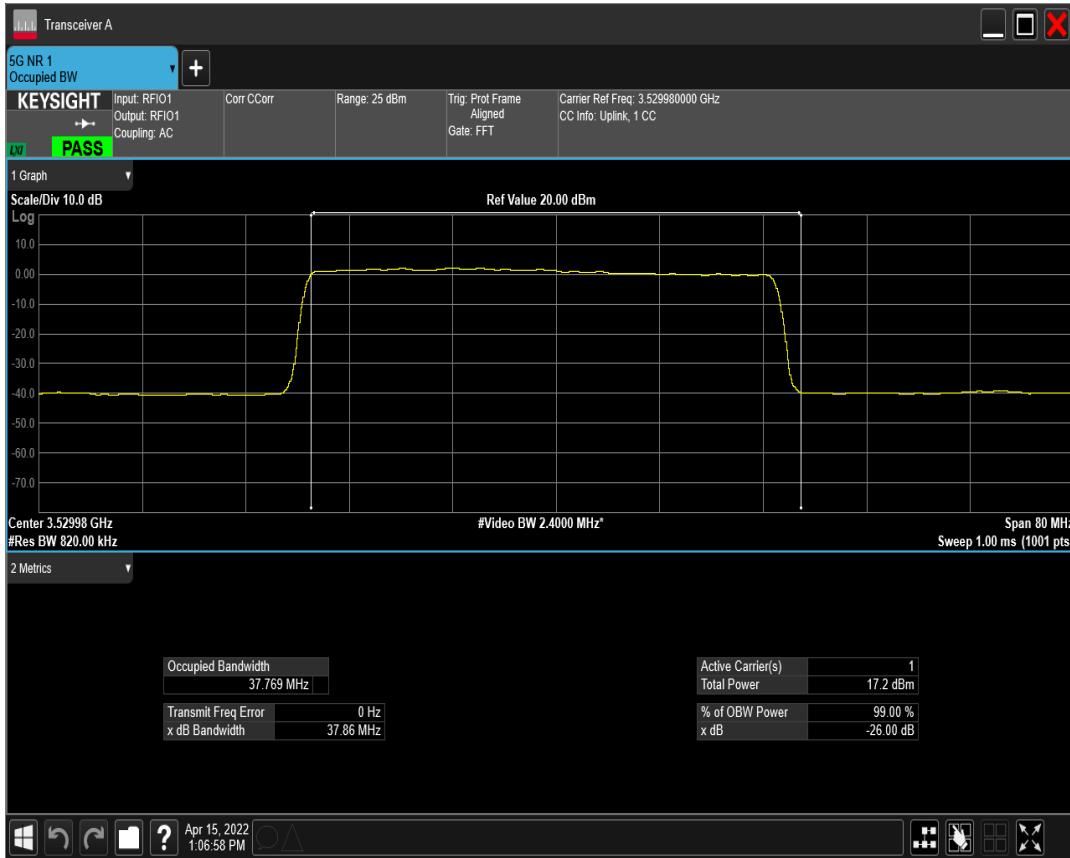 Transceiver A
5G NR 1
Occupied BW
KEYSIGHT
LXI
PASS
Input: RFIO1
Output: RFIO1
Coupling: AC
Corr CCorr
Range: 25 dBm
Trig: Prot Frame
Aligned
Gate: FFT
Carrier Ref Freq: 3.529980000 GHz
CC Info: Uplink, 1 CC
1 Graph
Scale/Div 10.0 dB
Ref Value 20.00 dBm
Log
10.0
0.00
-10.0
-20.0
-30.0
-40.0
-50.0
-60.0
-70.0
Center 3.52998 GHz
#Video BW 2.4000 MHz*
Span 80 MHz
#Res BW 820.00 kHz
Sweep 1.00 ms (1001 pts
2 Metrics
Occupied Bandwidth
37.769 MHz
Transmit Freq Error 0 Hz
x dB Bandwidth 37.86 MHz
Active Carrier(s) 1
Total Power 17.2 dBm
% of OBW Power 99.00 %
x dB -26.00 dB
?
Apr 15, 2022
1:06:58 PM